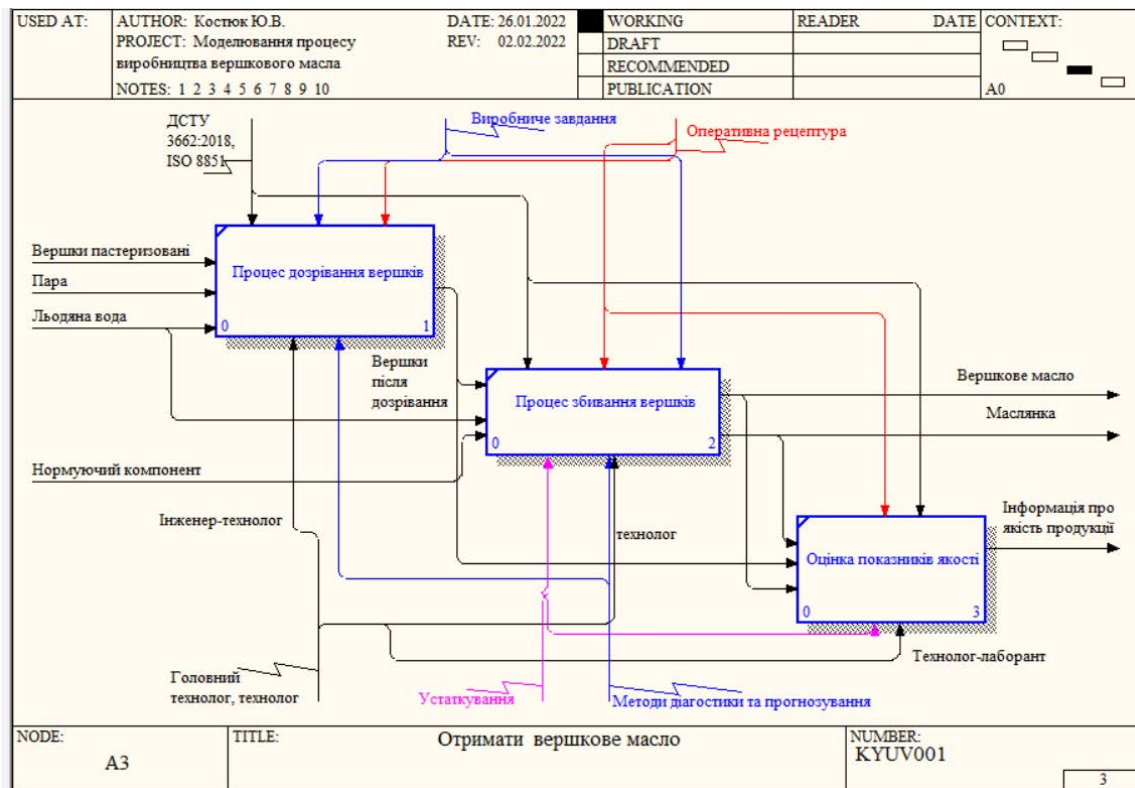 USED AT:
AUTHOR: Костюк Ю.В.
DATE: 26.01.2022
PROJECT: Моделювання процесу
REV: 02.02.2022
виробництва вершкового масла
NOTES: 1 2 3 4 5 6 7 8 9 10
WORKING
DRAFT
RECOMMENDED
PUBLICATION
READER
DATE
CONTEXT:
A0
ДСТУ
3662:2018,
ISO 8851
Виробниче завдання
Оперативна рецептура
Вершки пастеризовані
Пара
Льодяна вода
Процес дозрівання вершків
0
1
Вершки
після
дозрівання
Процес збивання вершків
0
2
Вершкове масло
Маслянка
Нормуючий компонент
Інженер-технолог
технолог
Інформація про
якість продукції
Оцінка показників якості
0
3
Технолог-лаборант
Головний
технолог, технолог
Устаткування
Методи діагостики та прогнозування
NODE:
A3
TITLE:
Отримати вершкове масло
NUMBER:
KYUV001
3